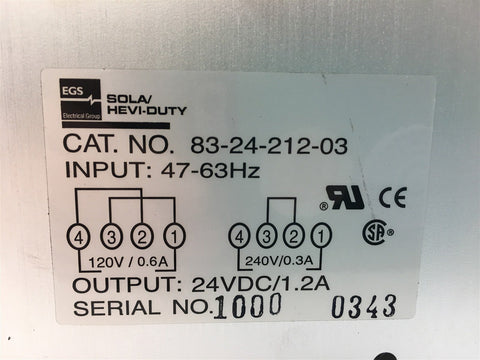 EGS
Electrical Group
SOLA/
HEVI-DUTY
CAT. NO. 83-24-212-03
INPUT: 47-63Hz
4 3 2 1
120V / 0.6A
4 3 2 1
240V/0.3A
OUTPUT: 24VDC/1.2A
SERIAL NO. 1000 0343